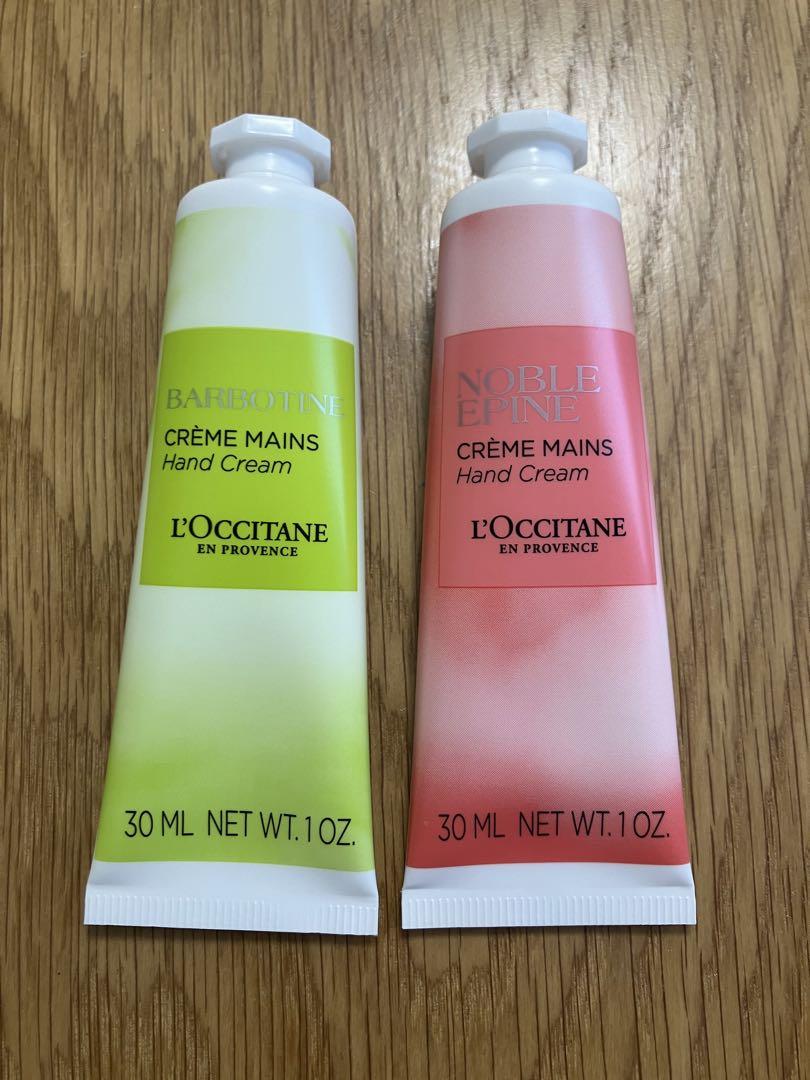 BARBOTINE
CRÈME MAINS
Hand Cream
L'OCCITANE
EN PROVENCE
30 ML NET WT. 1 OZ.
NOBLE
EPINE
CRÈME MAINS
Hand Cream
L'OCCITANE
EN PROVENCE
30 ML NET WT. 1 OZ.